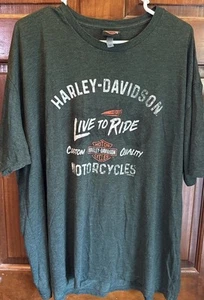 HARLEY-DAVIDSON
LIVE TO RIDE
CUSTOM QUALITY
HARLEY-DAVIDSON
MOTORCYCLES